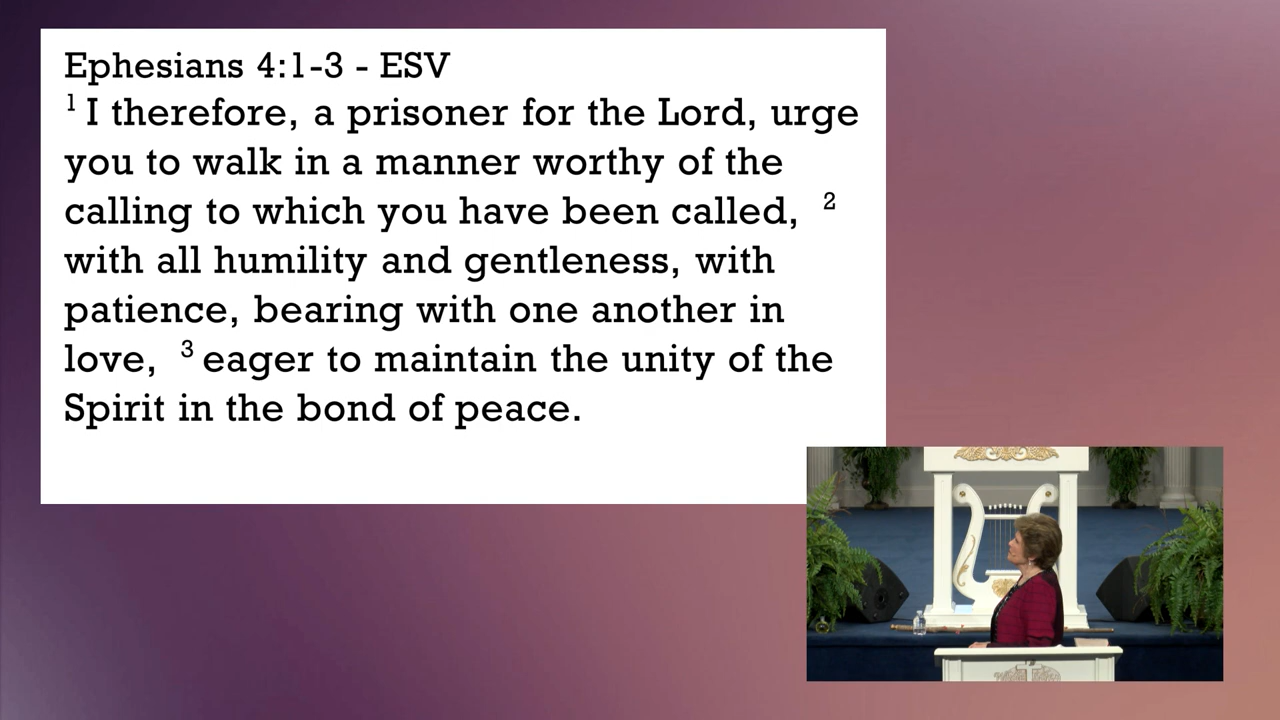 Ephesians 4:1-3 - ESV
1 I therefore, a prisoner for the Lord, urge
you to walk in a manner worthy of the
calling to which you have been called, 2
with all humility and gentleness, with
patience, bearing with one another in
love, 3 eager to maintain the unity of the
Spirit in the bond of peace.